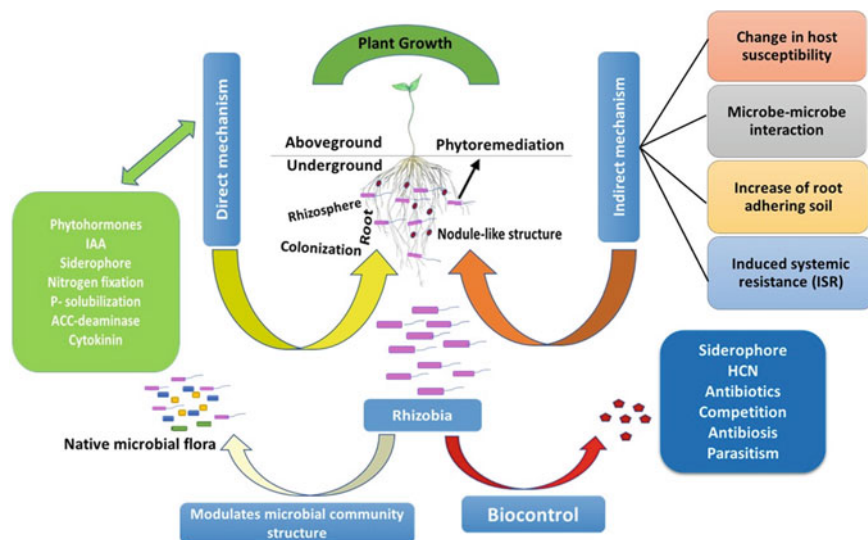 Plant Growth
Direct mechanism
Aboveground
Underground
Phytoremediation
Rhizosphere
Root
Colonization
Nodule-like structure
Indirect mechanism
Change in host
susceptibility
Microbe-microbe
interaction
Increase of root
adhering soil
Induced systemic
resistance (ISR)
Phytohormones
IAA
Siderophore
Nitrogen fixation
P- solubilization
ACC-deaminase
Cytokinin
Native microbial flora
Rhizobia
Siderophore
HCN
Antibiotics
Competition
Antibiosis
Parasitism
Modulates microbial community
structure
Biocontrol